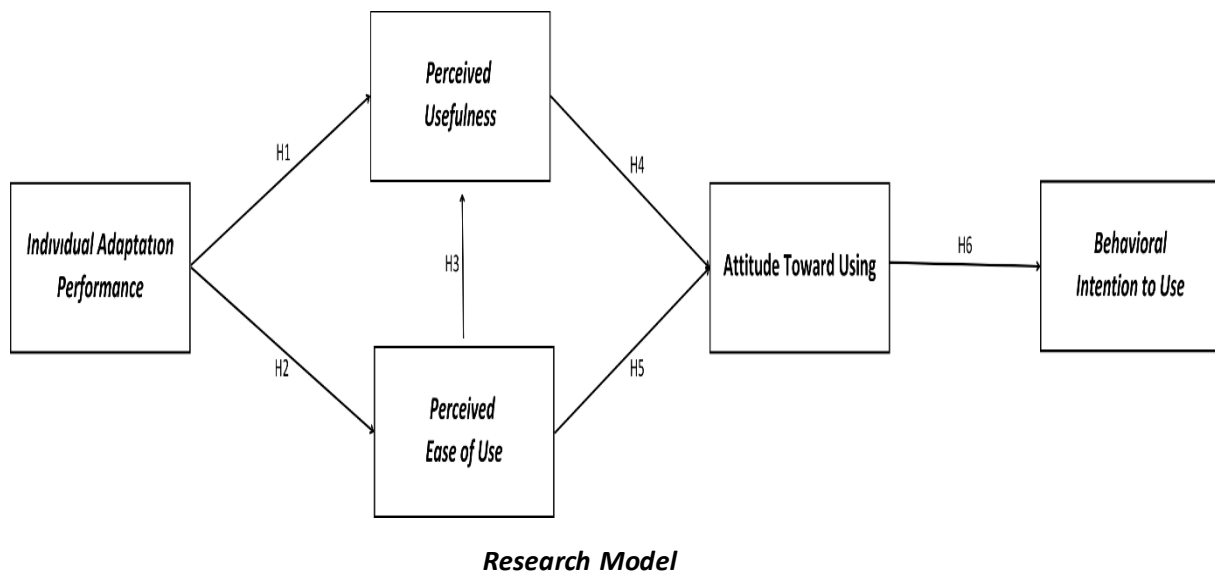 Perceived
Usefulness
H1
H4
Individual Adaptation
Performance
H3
Attitude Toward Using
H6
Behavioral
Intention to Use
H2
H5
Perceived
Ease of Use
Research Model